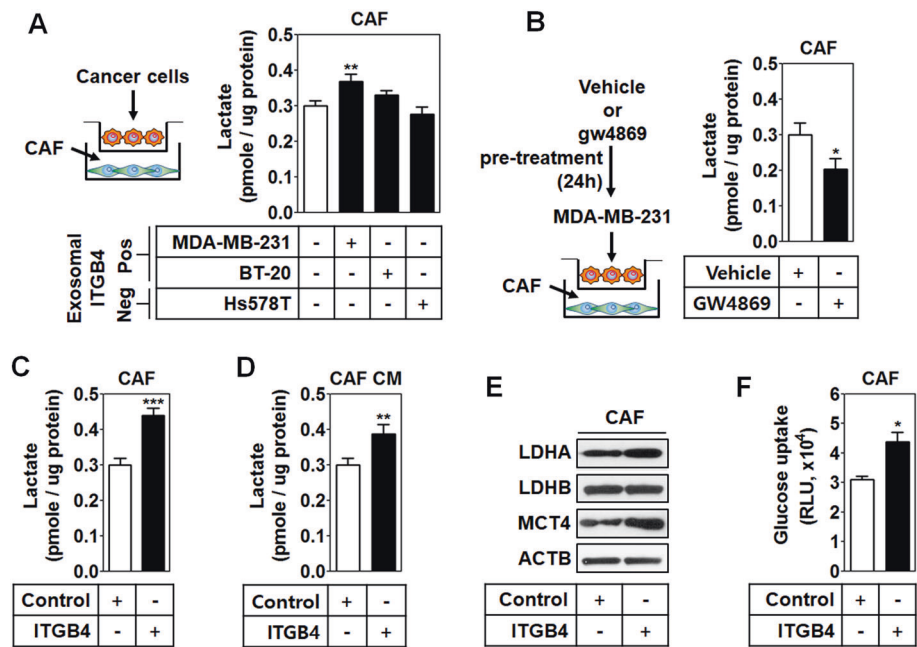 A
CAF
Cancer cells
CAF
Lactate
(pmole / ug protein)
0.5
0.4
0.3
0.2
0.1
0.0
**
Exosomal
ITGB4
Pos
Neg
MDA-MB-231 - + - -
BT-20 - - + -
Hs578T - - - +
B
CAF
Vehicle
or
gw4869
pre-treatment
(24h)
MDA-MB-231
CAF
Lactate
(pmole / ug protein)
0.5
0.4
0.3
0.2
0.1
0.0
*
Vehicle + -
GW4869 - +
C
CAF
Lactate
(pmole / ug protein)
0.5
0.4
0.3
0.2
0.1
0.0
***
Control + -
ITGB4 - +
D
CAF CM
Lactate
(pmole / ug protein)
0.5
0.4
0.3
0.2
0.1
0.0
**
Control + -
ITGB4 - +
E
CAF
LDHA
LDHB
MCT4
ACTB
Control + -
ITGB4 - +
F
CAF
Glucose uptake
(RLU, x10⁴)
6
5
4
3
2
1
0
*
Control + -
ITGB4 - +